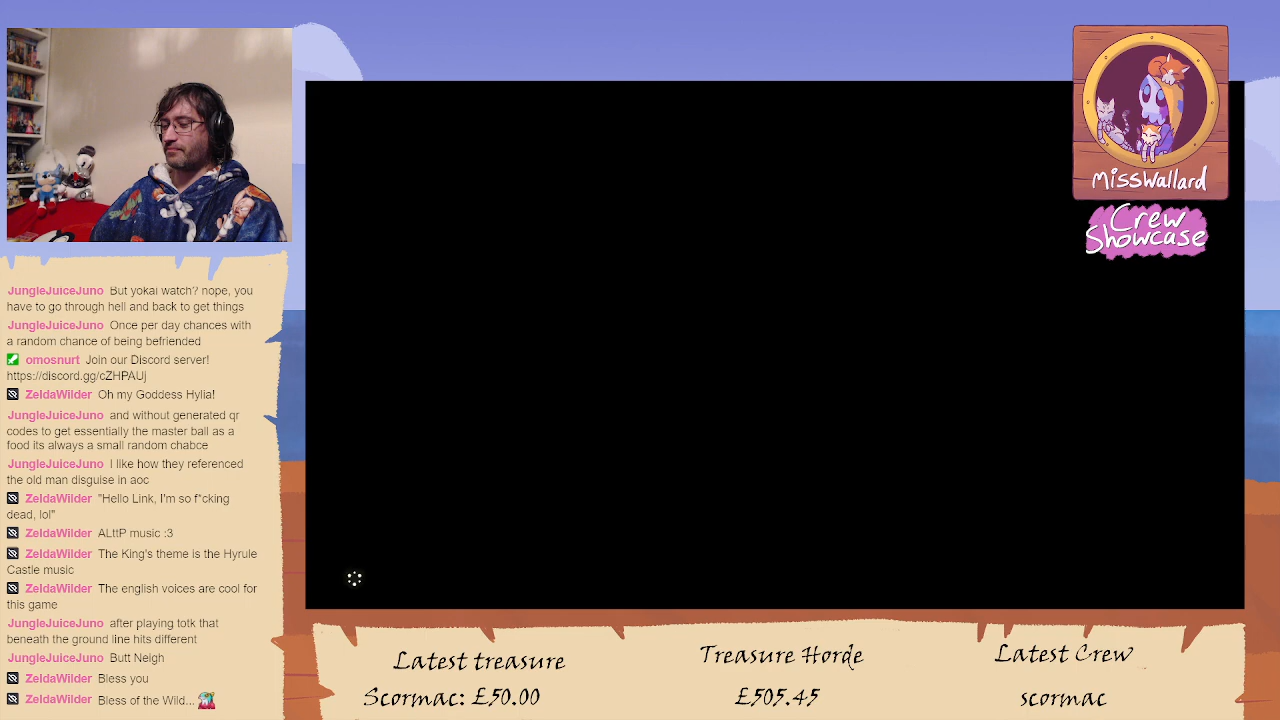 JungleJuiceJuno But yokai watch? nope, you
have to go through hell and back to get things
JungleJuiceJuno Once per day chances with
a random chance of being befriended
omosnurt Join our Discord server!
https://discord.gg/cZHPAUj
ZeldaWilder Oh my Goddess Hylia!
JungleJuiceJuno and without generated qr
codes to get essentially the master ball as a
food its always a small random chabce
JungleJuiceJuno I like how they referenced
the old man disguise in aoc
ZeldaWilder "Hello Link, I'm so f*cking
dead, lol"
ZeldaWilder ALttP music :3
ZeldaWilder The King's theme is the Hyrule
Castle music
ZeldaWilder The english voices are cool for
this game
JungleJuiceJuno after playing totk that
beneath the ground line hits different
JungleJuiceJuno Butt Neigh
ZeldaWilder Bless you
ZeldaWilder Bless of the Wild...
MissWallard
Crew
Showcase
Latest treasure
Scormac: £50.00
Treasure Horde
£505.45
Latest Crew
scormac